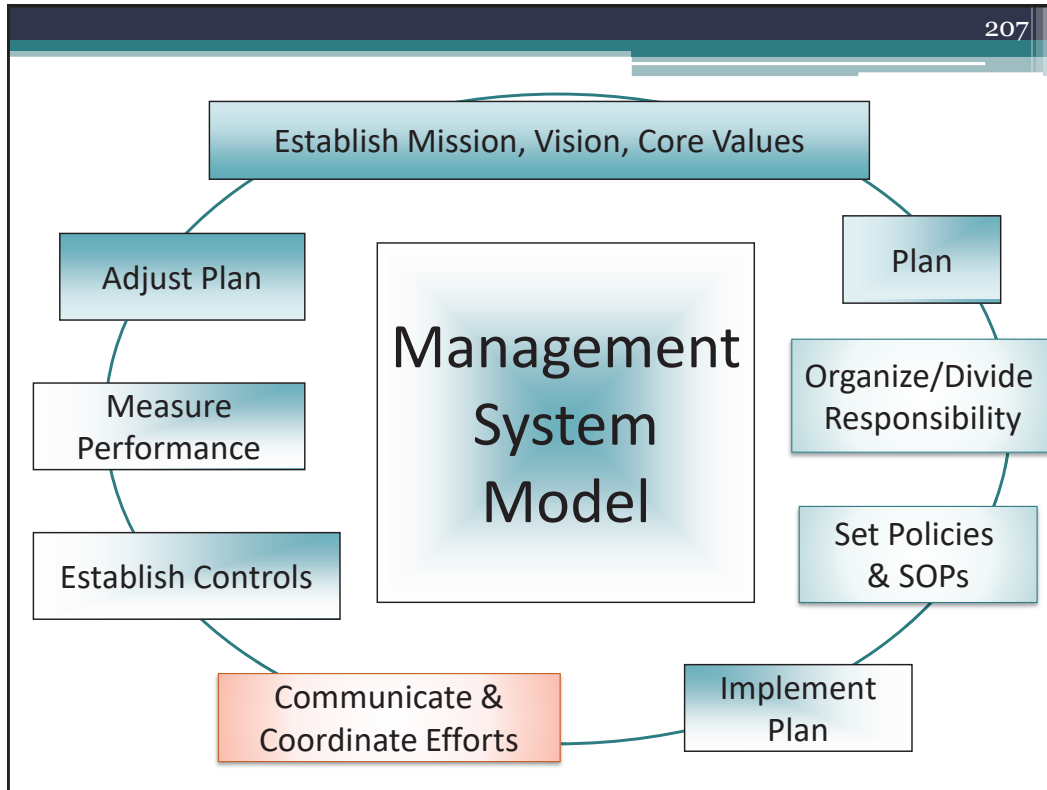 207
Establish Mission, Vision, Core Values
Plan
Organize/Divide
Responsibility
Set Policies
& SOPs
Implement
Plan
Communicate &
Coordinate Efforts
Establish Controls
Measure
Performance
Adjust Plan
Management
System
Model